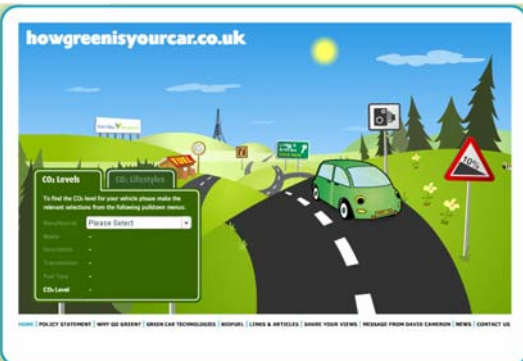 howgreenisyourcar.co.uk
FUEL
10%
CO₂ Levels
CO₂ Lifestyles
To find the CO₂ level for your vehicle please make the
relevant selections from the following pulldown menus:
Manufacturer Please Select
Model -
Description -
Transmission -
Fuel Type -
CO₂ Level -
HOME | POLICY STATEMENT | WHY GO GREEN? | GREEN CAR TECHNOLOGIES | BIOFUEL | LINKS & ARTICLES | SHARE YOUR VIEWS | MESSAGE FROM DAVID CAMERON | NEWS | CONTACT US